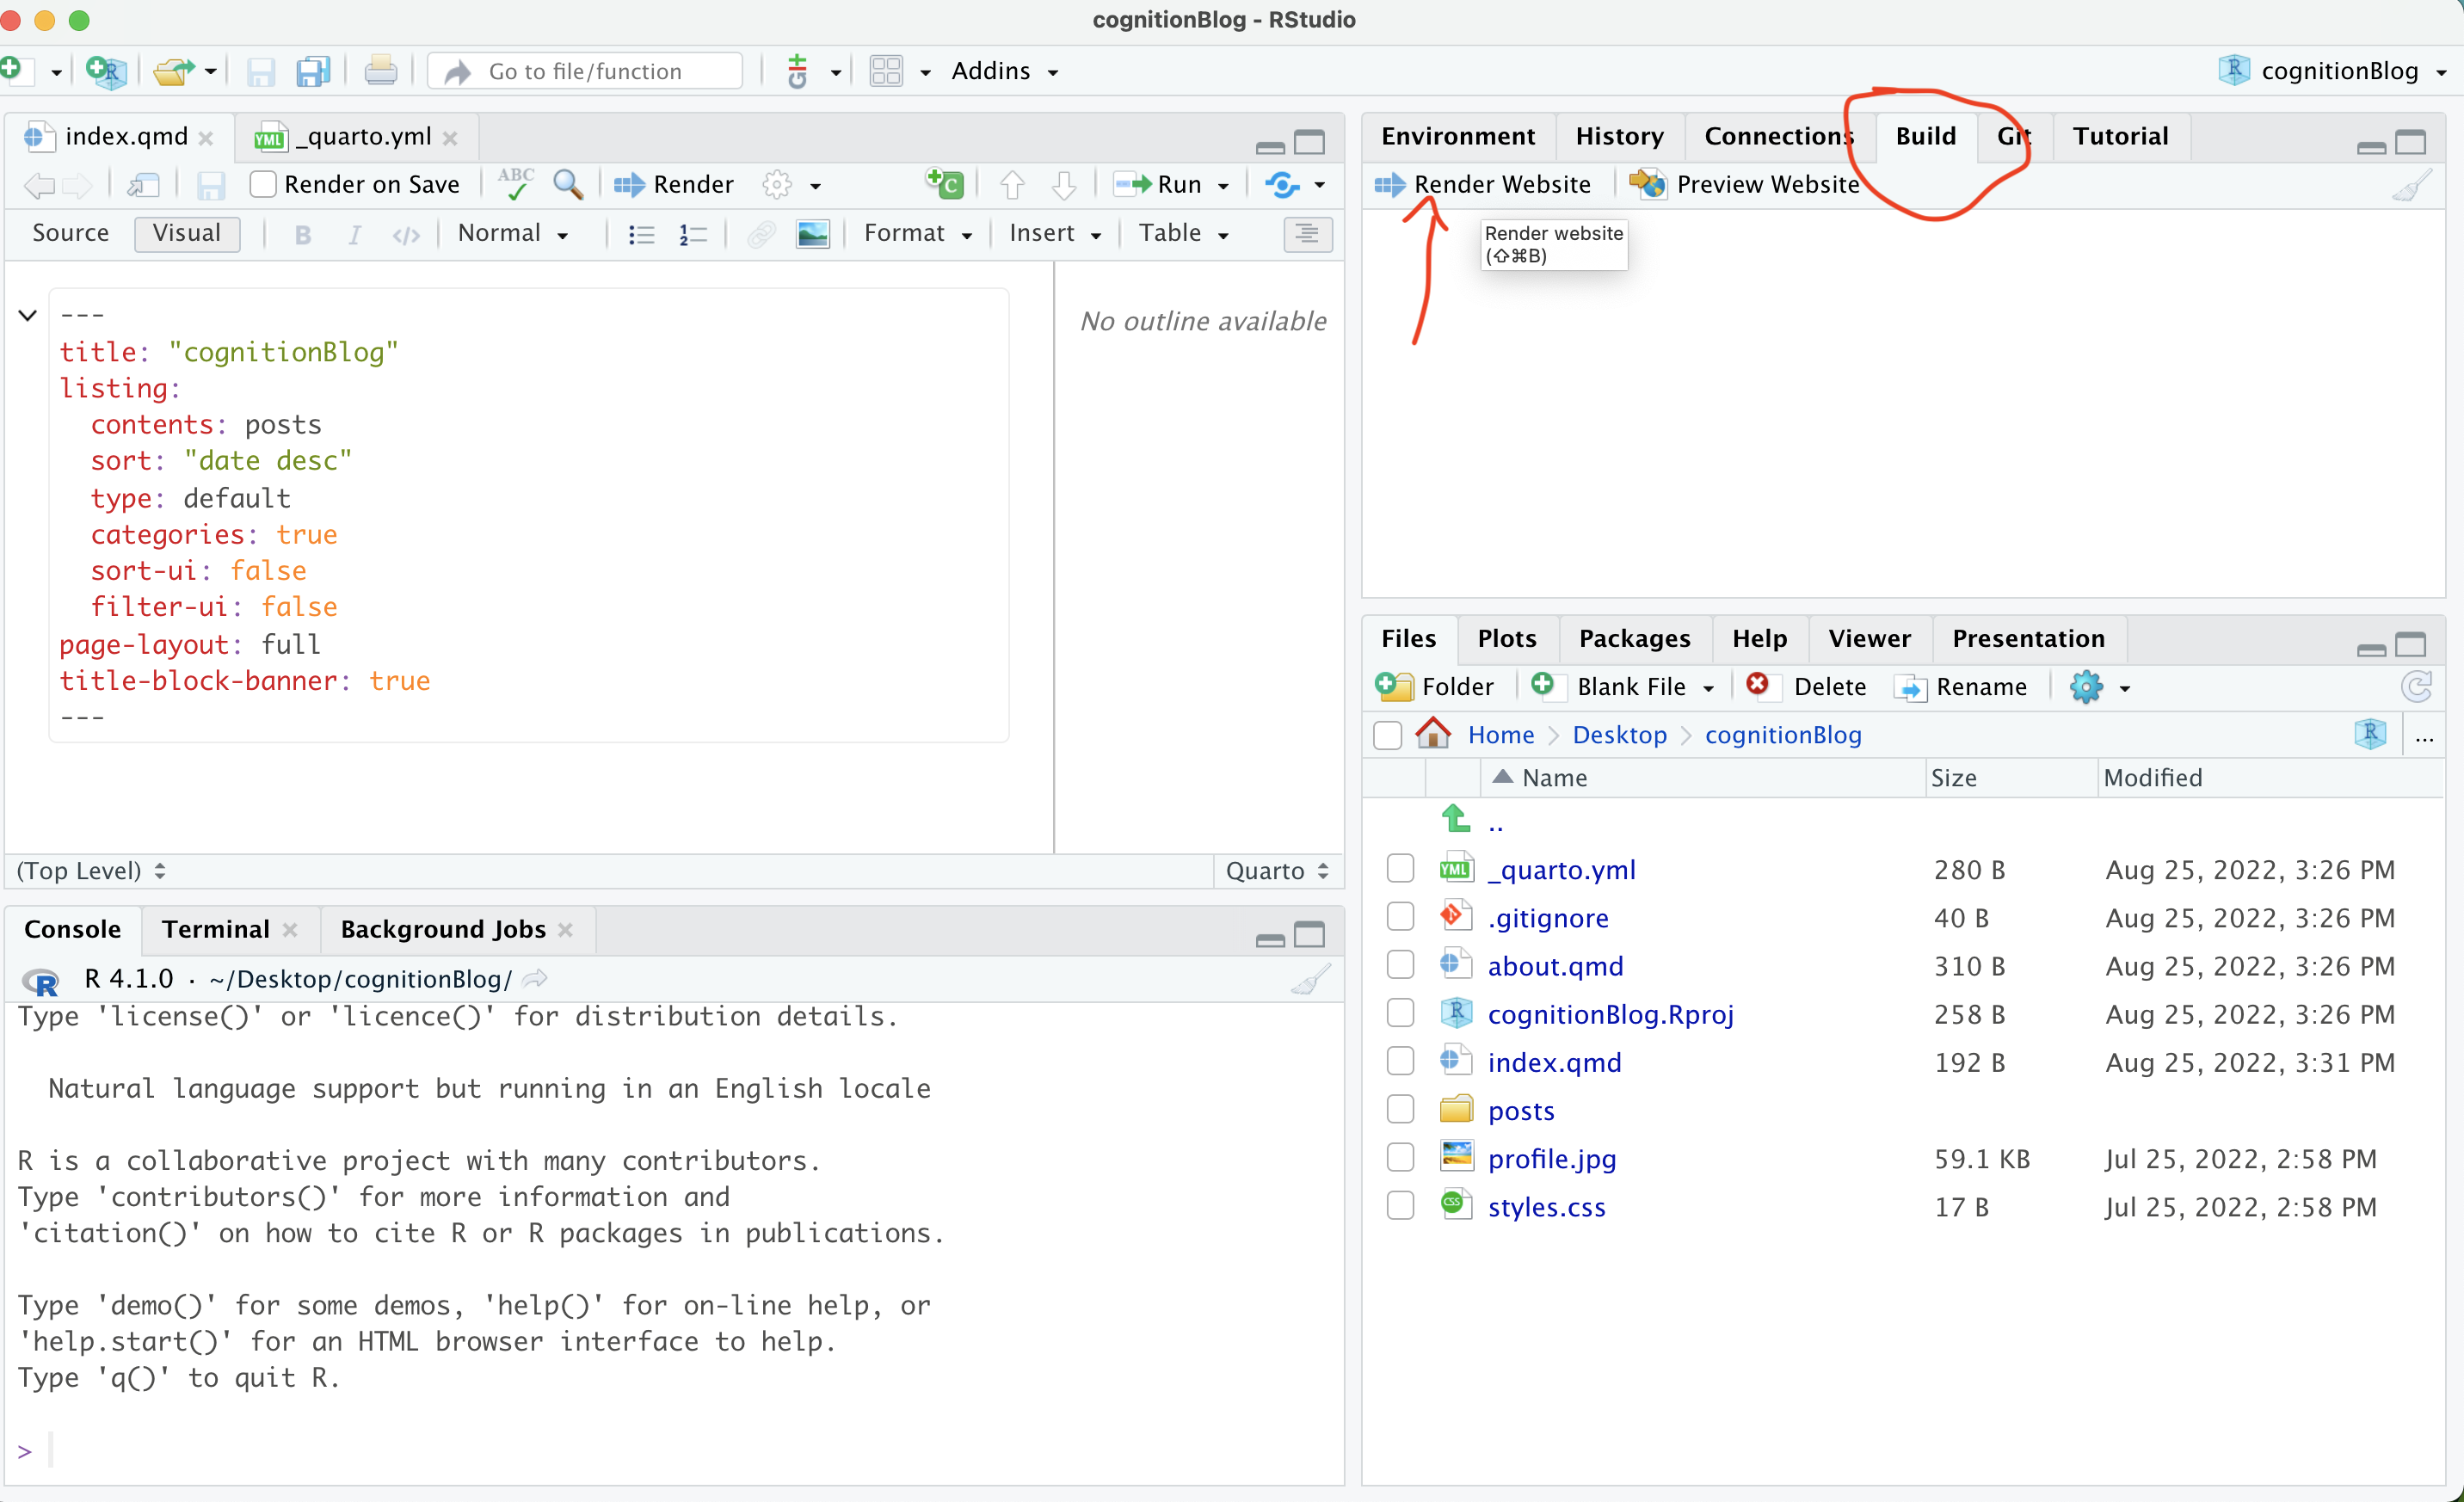 cognitionBlog - RStudio
Go to file/function
Addins
cognitionBlog
index.qmd
_quarto.yml
Render on Save
ABC
Render
Run
Source
Visual
B
I
</>
Normal
Format
Insert
Table
---
title: "cognitionBlog"
listing:
  contents: posts
  sort: "date desc"
  type: default
  categories: true
  sort-ui: false
  filter-ui: false
page-layout: full
title-block-banner: true
---
No outline available
(Top Level)
Quarto
Console
Terminal
Background Jobs
R 4.1.0 · ~/Desktop/cognitionBlog/
Type 'license()' or 'licence()' for distribution details.
  Natural language support but running in an English locale
R is a collaborative project with many contributors.
Type 'contributors()' for more information and
'citation()' on how to cite R or R packages in publications.
Type 'demo()' for some demos, 'help()' for on-line help, or
'help.start()' for an HTML browser interface to help.
Type 'q()' to quit R.
>
Environment
History
Connections
Build
Git
Tutorial
Render Website
Preview Website
Render website
(⇧⌘B)
Files
Plots
Packages
Help
Viewer
Presentation
Folder
Blank File
Delete
Rename
Home
Desktop
cognitionBlog
...
Name Size Modified
..
YML _quarto.yml 280 B Aug 25, 2022, 3:26 PM
.gitignore 40 B Aug 25, 2022, 3:26 PM
about.qmd 310 B Aug 25, 2022, 3:26 PM
cognitionBlog.Rproj 258 B Aug 25, 2022, 3:26 PM
index.qmd 192 B Aug 25, 2022, 3:31 PM
posts
profile.jpg 59.1 KB Jul 25, 2022, 2:58 PM
CSS styles.css 17 B Jul 25, 2022, 2:58 PM